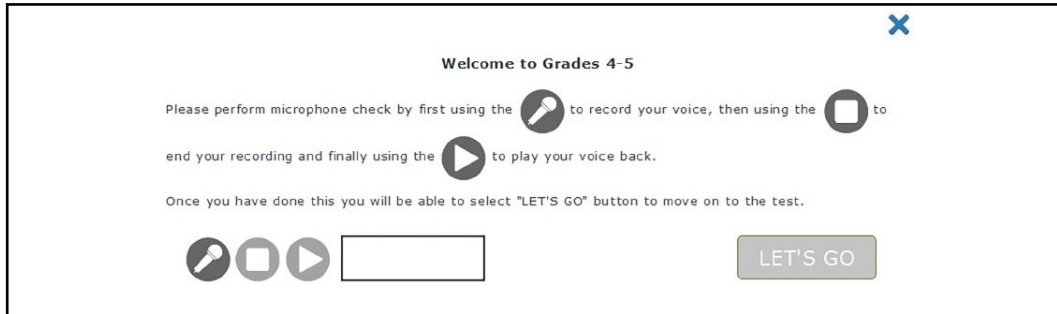 Welcome to Grades 4-5
Please perform microphone check by first using the to record your voice, then using the to
end your recording and finally using the to play your voice back.
Once you have done this you will be able to select "LET'S GO" button to move on to the test.
LET'S GO